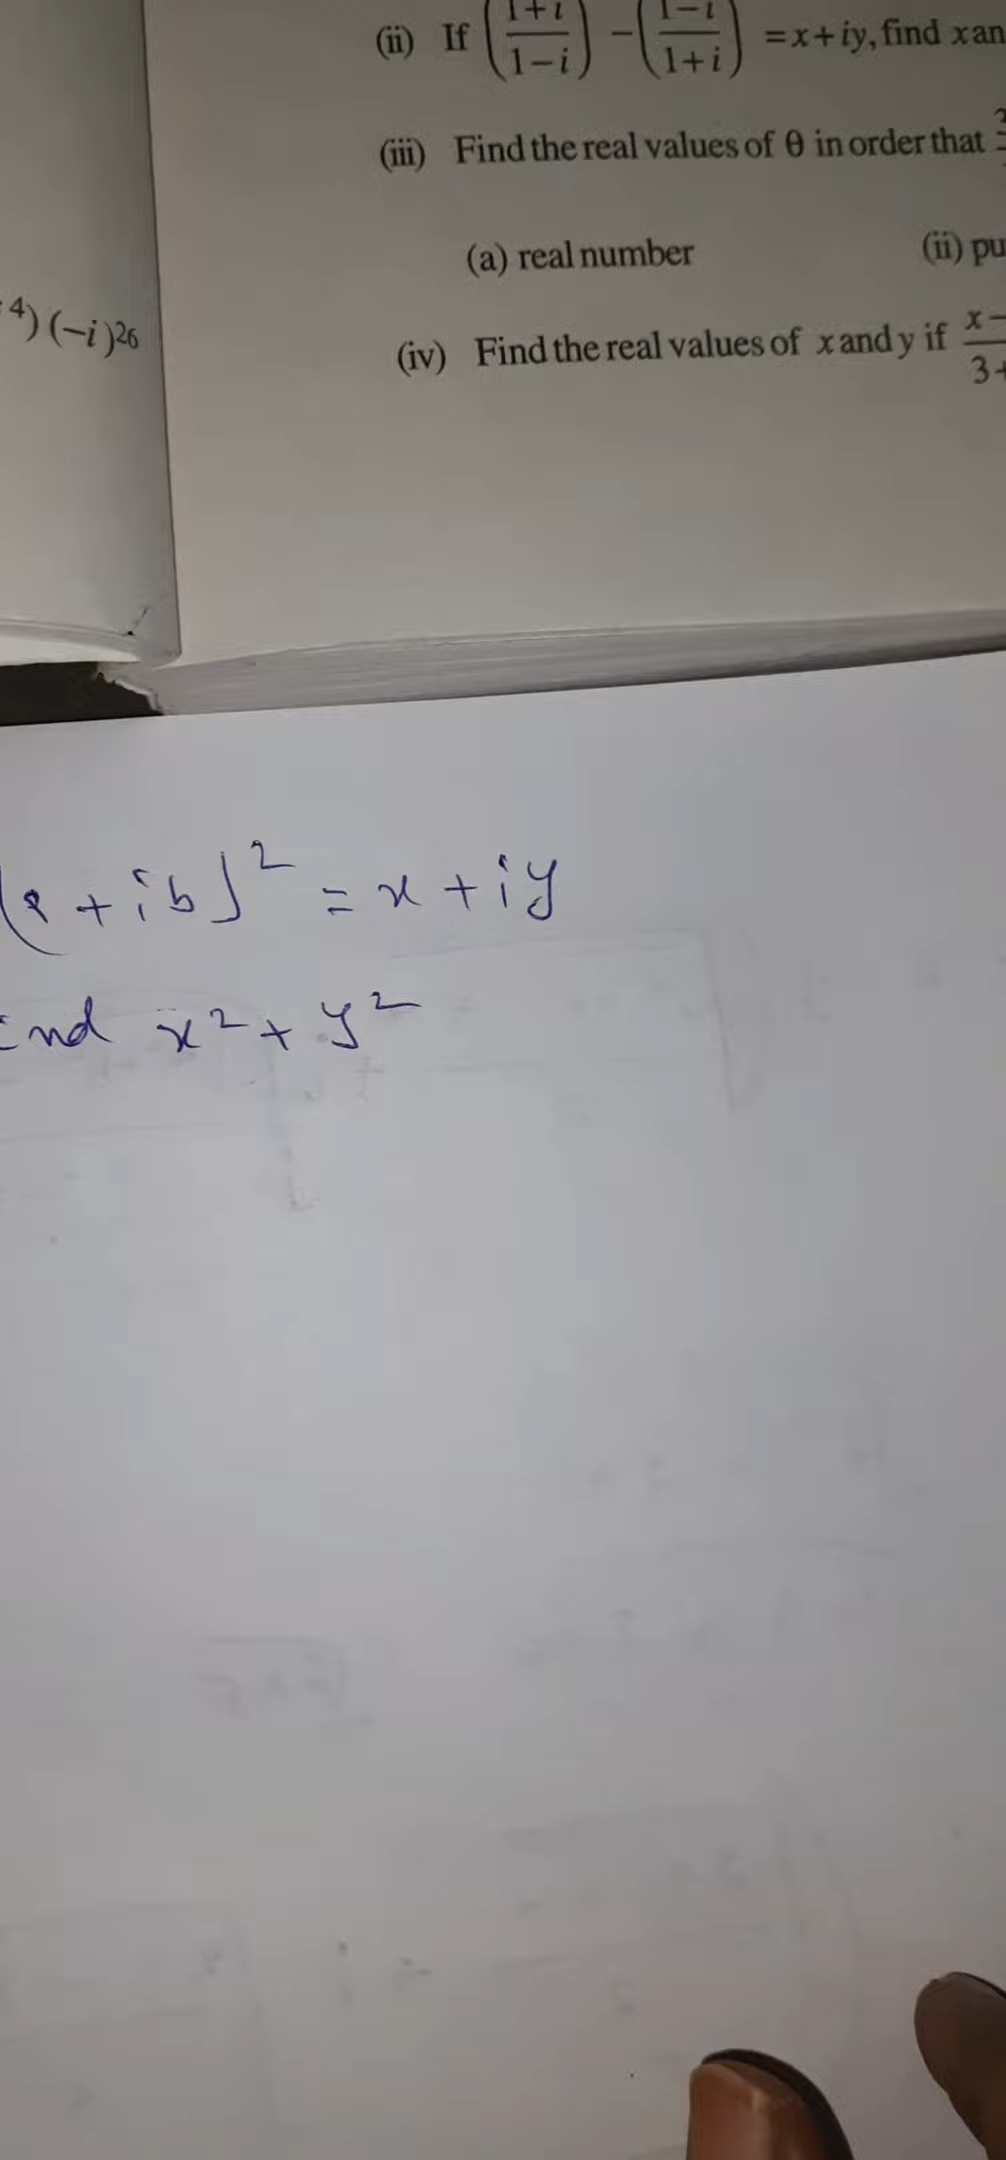 (ii) If (1+i/1−i) −(1−i/1+i) =x+iy, find x an
(iii) Find the real values of θ in order that
(a) real number (ii) pu
4) (−i)26
(iv) Find the real values of x and y if x−/3+
+ib)² = x+iy
nd x²+y²